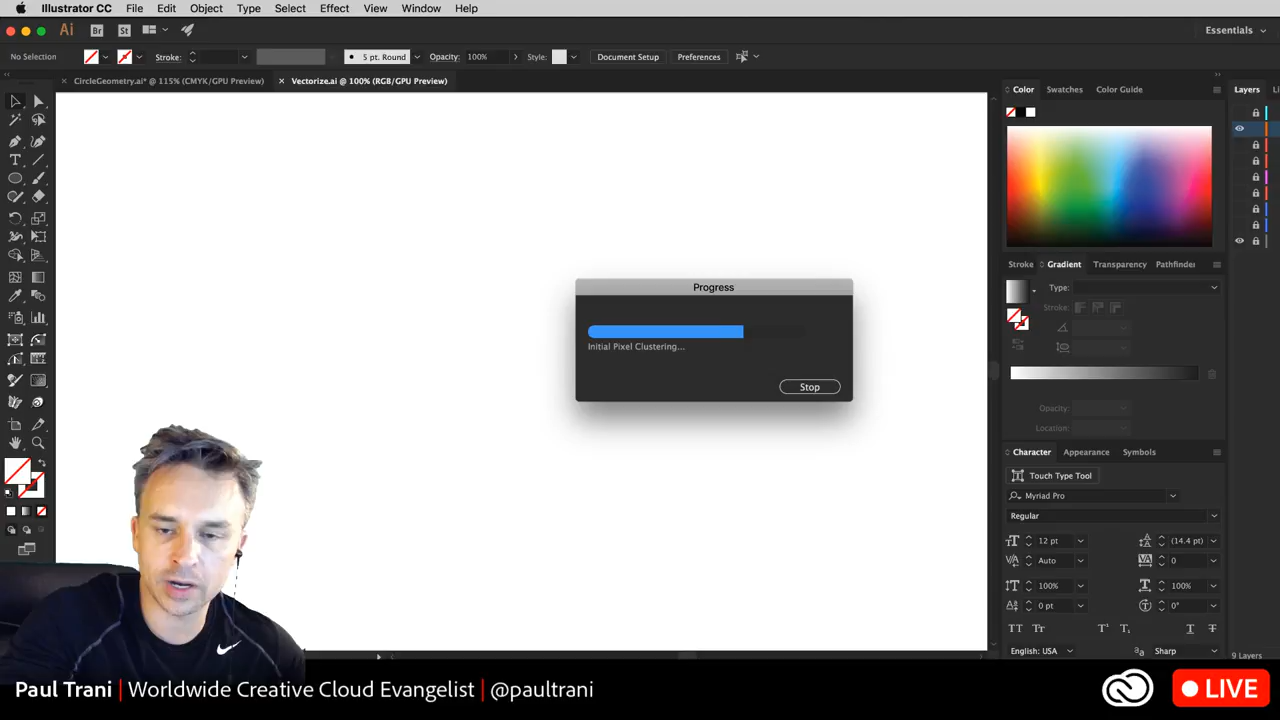 Illustrator CC File Edit Object Type Select Effect View Window Help
Ai Br St Essentials
No Selection Stroke: 5 pt. Round Opacity: 100% Style: Document Setup Preferences
CircleGeometry.ai* @ 115% (CMYK/GPU Preview) Vectorize.ai @ 100% (RGB/GPU Preview)
Color Swatches Color Guide Layers
Stroke Gradient Transparency Pathfinder
Type:
Stroke:
Progress
Initial Pixel Clustering...
Stop
Opacity:
Location:
Character Appearance Symbols
Touch Type Tool
Myriad Pro
Regular
12 pt (14.4 pt)
Auto 0
100% 100%
0 pt 0°
English: USA Sharp
9 Layers
Paul Trani | Worldwide Creative Cloud Evangelist | @paultrani LIVE